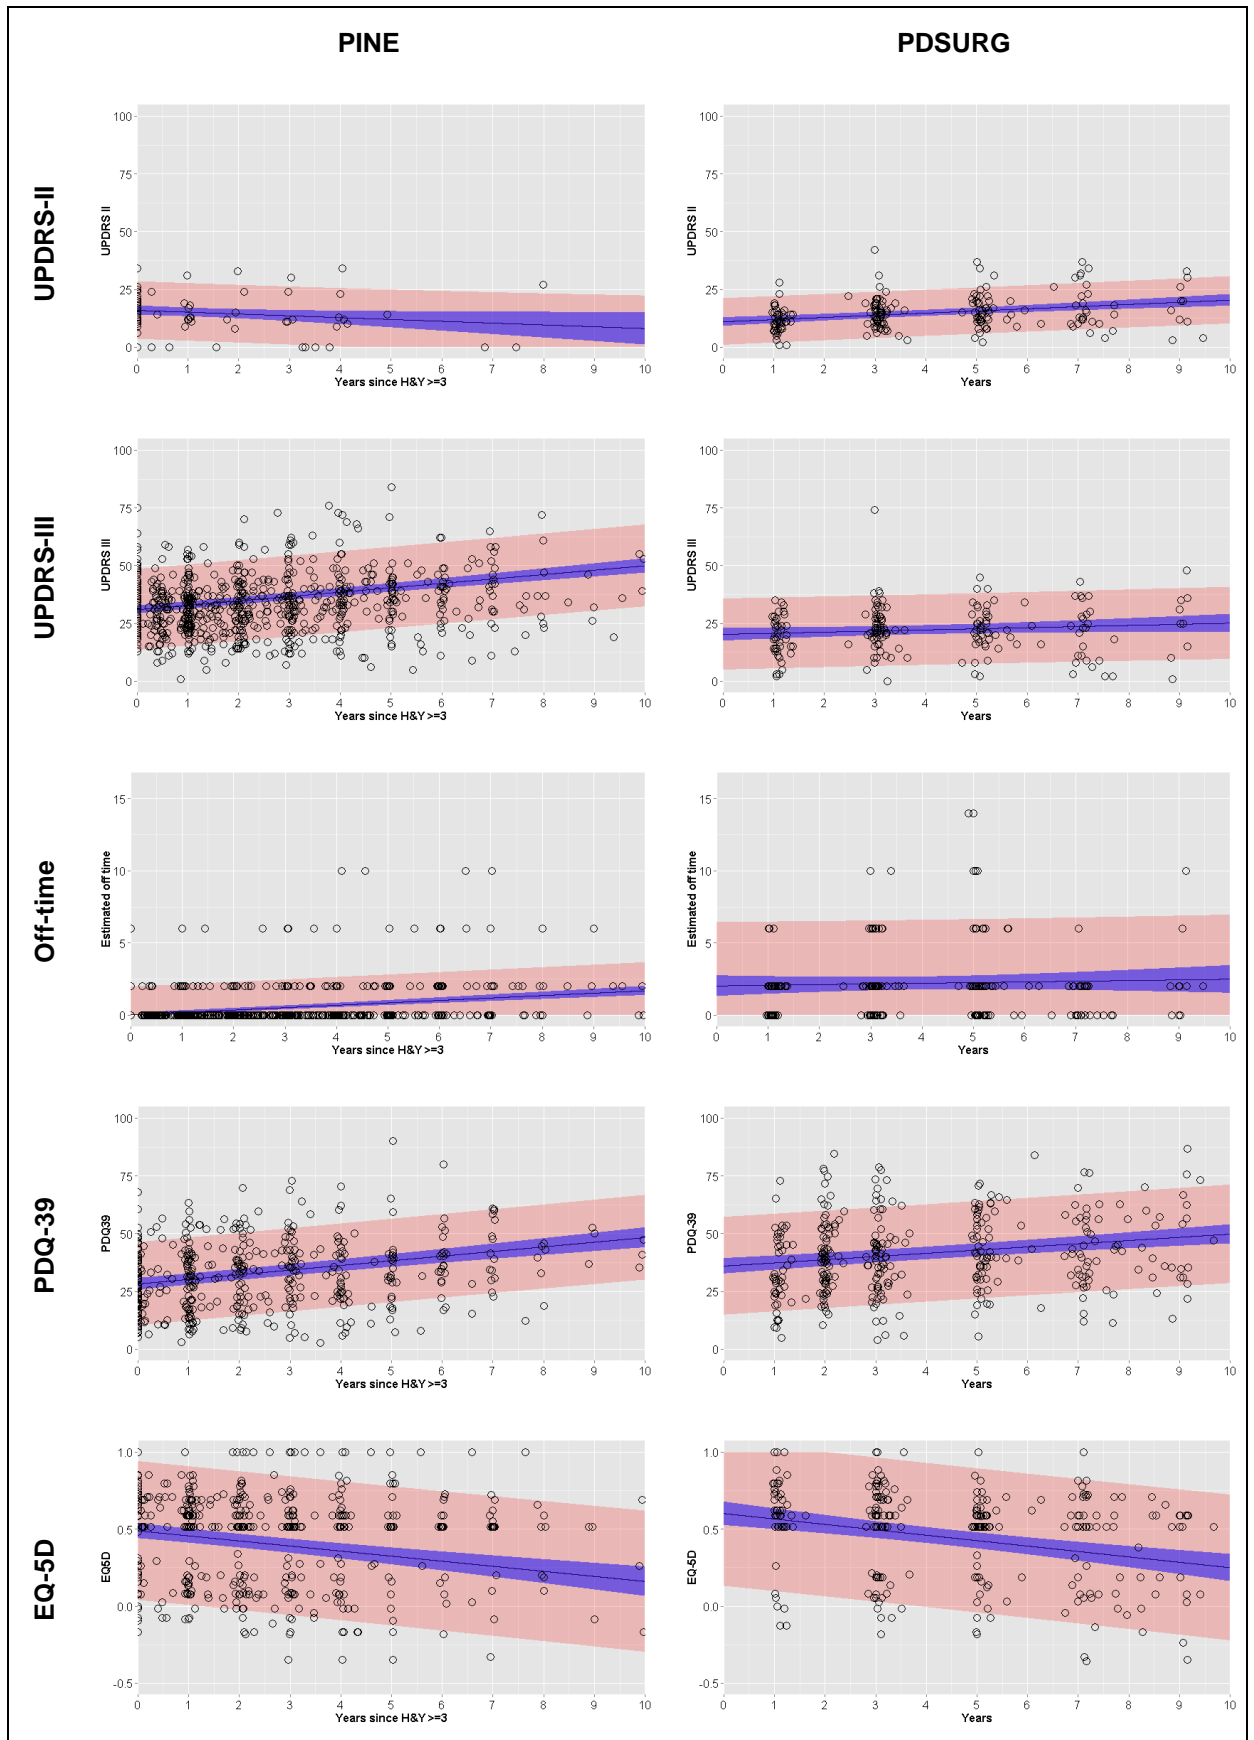 PINE PDSURG
UPDRS-II
UPDRS II
100
75
50
25
0
0 1 2 3 4 5 6 7 8 9 10
Years since H&Y >=3
UPDRS II
100
75
50
25
0
0 1 2 3 4 5 6 7 8 9 10
Years
UPDRS-III
UPDRS III
100
75
50
25
0
0 1 2 3 4 5 6 7 8 9 10
Years since H&Y >=3
UPDRS III
100
75
50
25
0
0 1 2 3 4 5 6 7 8 9 10
Years
Off-time
Estimated off time
15
10
5
0
0 1 2 3 4 5 6 7 8 9 10
Years since H&Y >=3
Estimated off time
15
10
5
0
0 1 2 3 4 5 6 7 8 9 10
Years
PDQ-39
PDQ39
100
75
50
25
0
0 1 2 3 4 5 6 7 8 9 10
Years since H&Y >=3
PDQ-39
100
75
50
25
0
0 1 2 3 4 5 6 7 8 9 10
Years
EQ-5D
EQ5D
1.0
0.5
0.0
-0.5
0 1 2 3 4 5 6 7 8 9 10
Years since H&Y >=3
EQ-5D
1.0
0.5
0.0
-0.5
0 1 2 3 4 5 6 7 8 9 10
Years